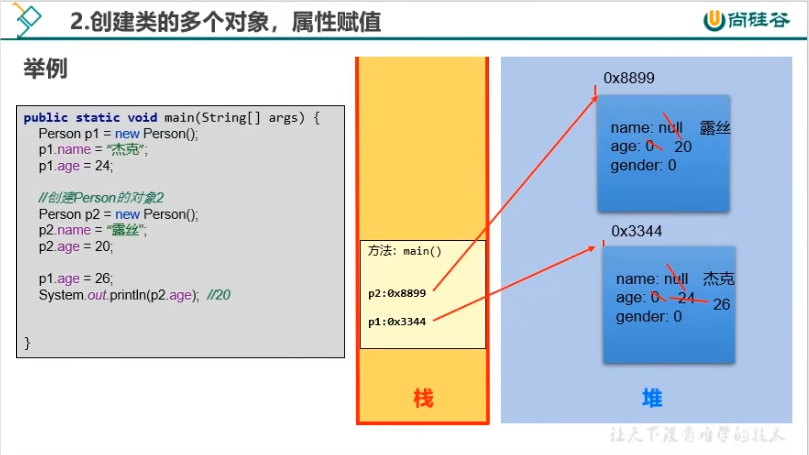 2.创建类的多个对象，属性赋值
尚硅谷
举例
public static void main(String[] args) {
Person p1 = new Person();
p1.name = “杰克”;
p1.age = 24;
//创建Person的对象2
Person p2 = new Person();
p2.name = “露丝";
p2.age = 20;
p1.age = 26;
System.out.println(p2.age); //20
}
方法：main()
p2:0x8899
p1:0x3344
栈
0x8899
name: null 露丝
age: 0 20
gender: 0
0x3344
name: null 杰克
age: 0 24 26
gender: 0
堆
让天下没有难学的技术